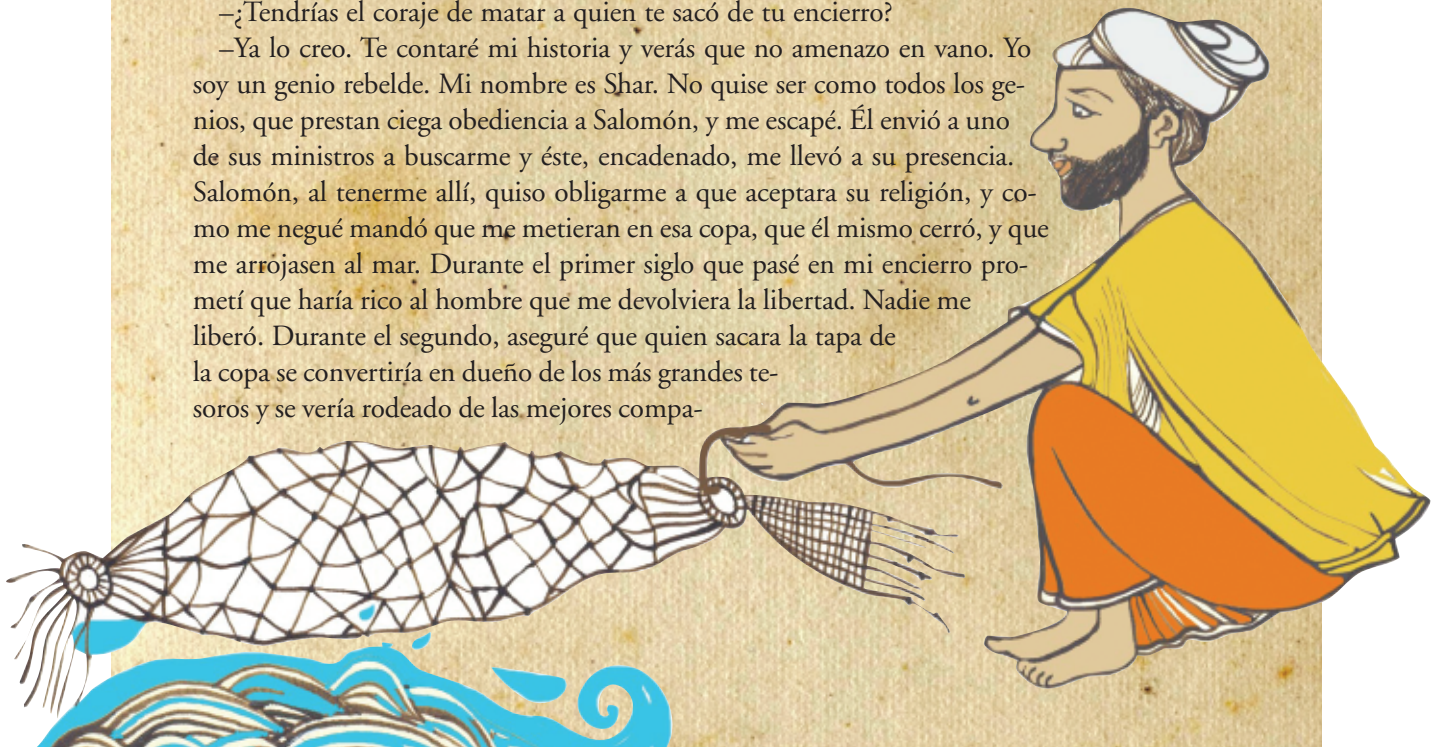 –¿Tendrías el coraje de matar a quien te sacó de tu encierro?
–Ya lo creo. Te contaré mi historia y verás que no amenazo en vano. Yo
soy un genio rebelde. Mi nombre es Shar. No quise ser como todos los ge-
nios, que prestan ciega obediencia a Salomón, y me escapé. Él envió a uno
de sus ministros a buscarme y éste, encadenado, me llevó a su presencia.
Salomón, al tenerme allí, quiso obligarme a que aceptara su religión, y co-
mo me negué mandó que me metieran en esa copa, que él mismo cerró, y que
me arrojasen al mar. Durante el primer siglo que pasé en mi encierro pro-
metí que haría rico al hombre que me devolviera la libertad. Nadie me
liberó. Durante el segundo, aseguré que quien sacara la tapa de
la copa se convertiría en dueño de los más grandes te-
soros y se vería rodeado de las mejores compa-